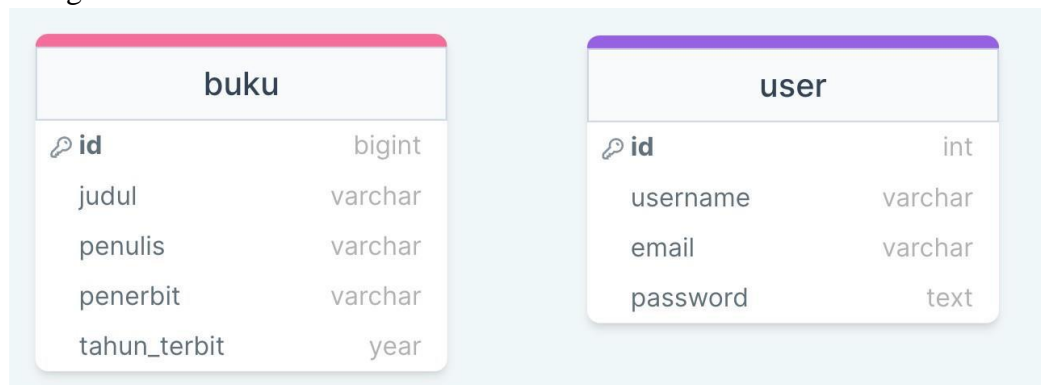 buku
id bigint
judul varchar
penulis varchar
penerbit varchar
tahun_terbit year
user
id int
username varchar
email varchar
password text